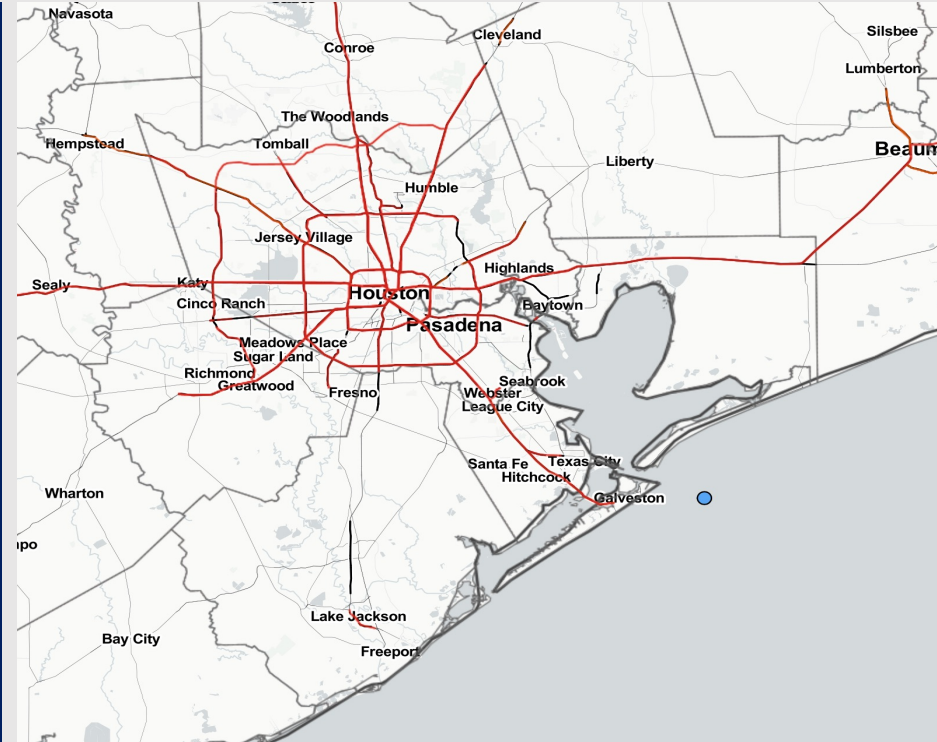 Navasota
Cleveland
Silsbee
Conroe
Lumberton
The Woodlands
Hempstead
Tomball
Beaum
Liberty
Humble
Jersey Village
Highlands
Sealy
Katy
Houston
Cinco Ranch
Baytown
Pasadena
Meadows Place
Sugar Land
Richmond
Greatwood
Seabrook
Fresno
Webster
League City
Santa Fe
Texas City
Hitchcock
Wharton
Galveston
Lake Jackson
Bay City
Freeport